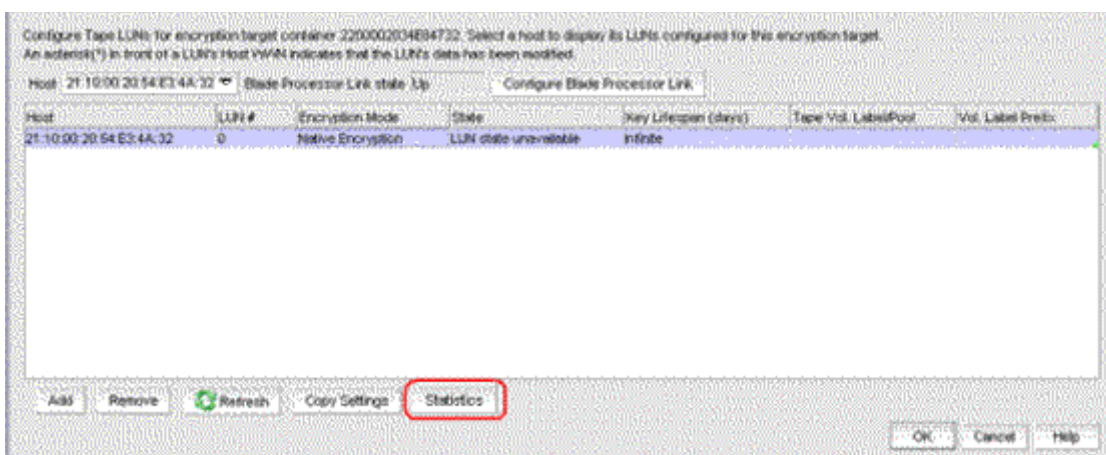 Configure Tape LUNs for encryption target container 2200002034E84732. Select a host to display its LUNs configured for this encryption target.
An asterisk(*) in front of a LUN's Host WWN indicates that the LUN's data has been modified.
Host 21:10:00:20:54:E3:4A:32 Blade Processor Link state Up Configure Blade Processor Link
Host LUN # Encryption Mode State Key Lifespan (days) Tape Vol. Label/Pool Vol. Label Prefix
21:10:00:20:54:E3:4A:32 0 Native Encryption LUN state unavailable Infinite
Add Remove Refresh Copy Settings Statistics
OK Cancel Help